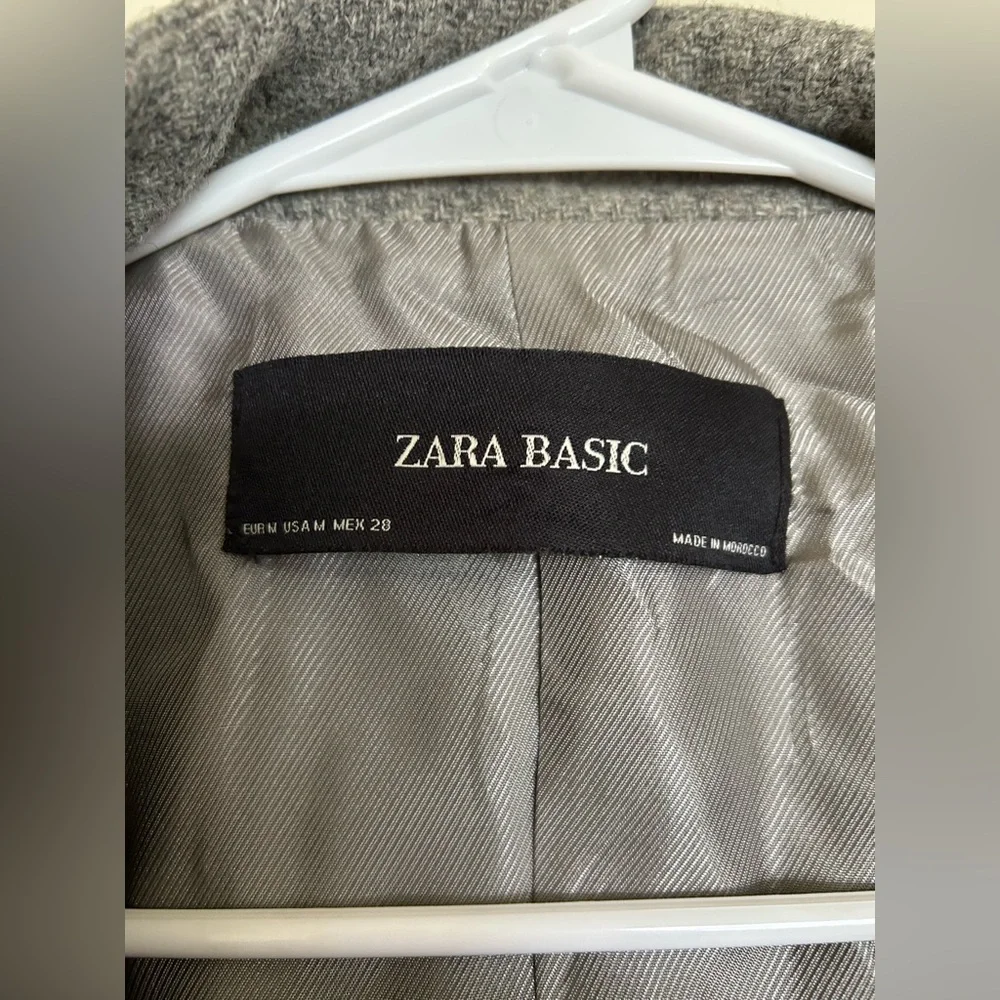 ZARA BASIC
EUR M USA M MEX 28
MADE IN MOROCCO